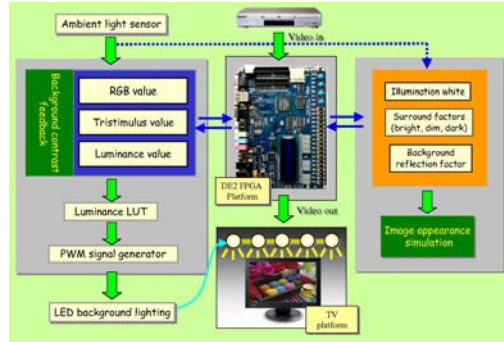 Ambient light sensor
Video in
Background contrast
feedback
RGB value
Tristimulus value
Luminance value
Illumination white
Surround factors
(bright, dim, dark)
Background
reflection factor
DE2 FPGA
Platform
Luminance LUT
Video out
Image appearance
simulation
PWM signal generator
LED background lighting
TV
platform